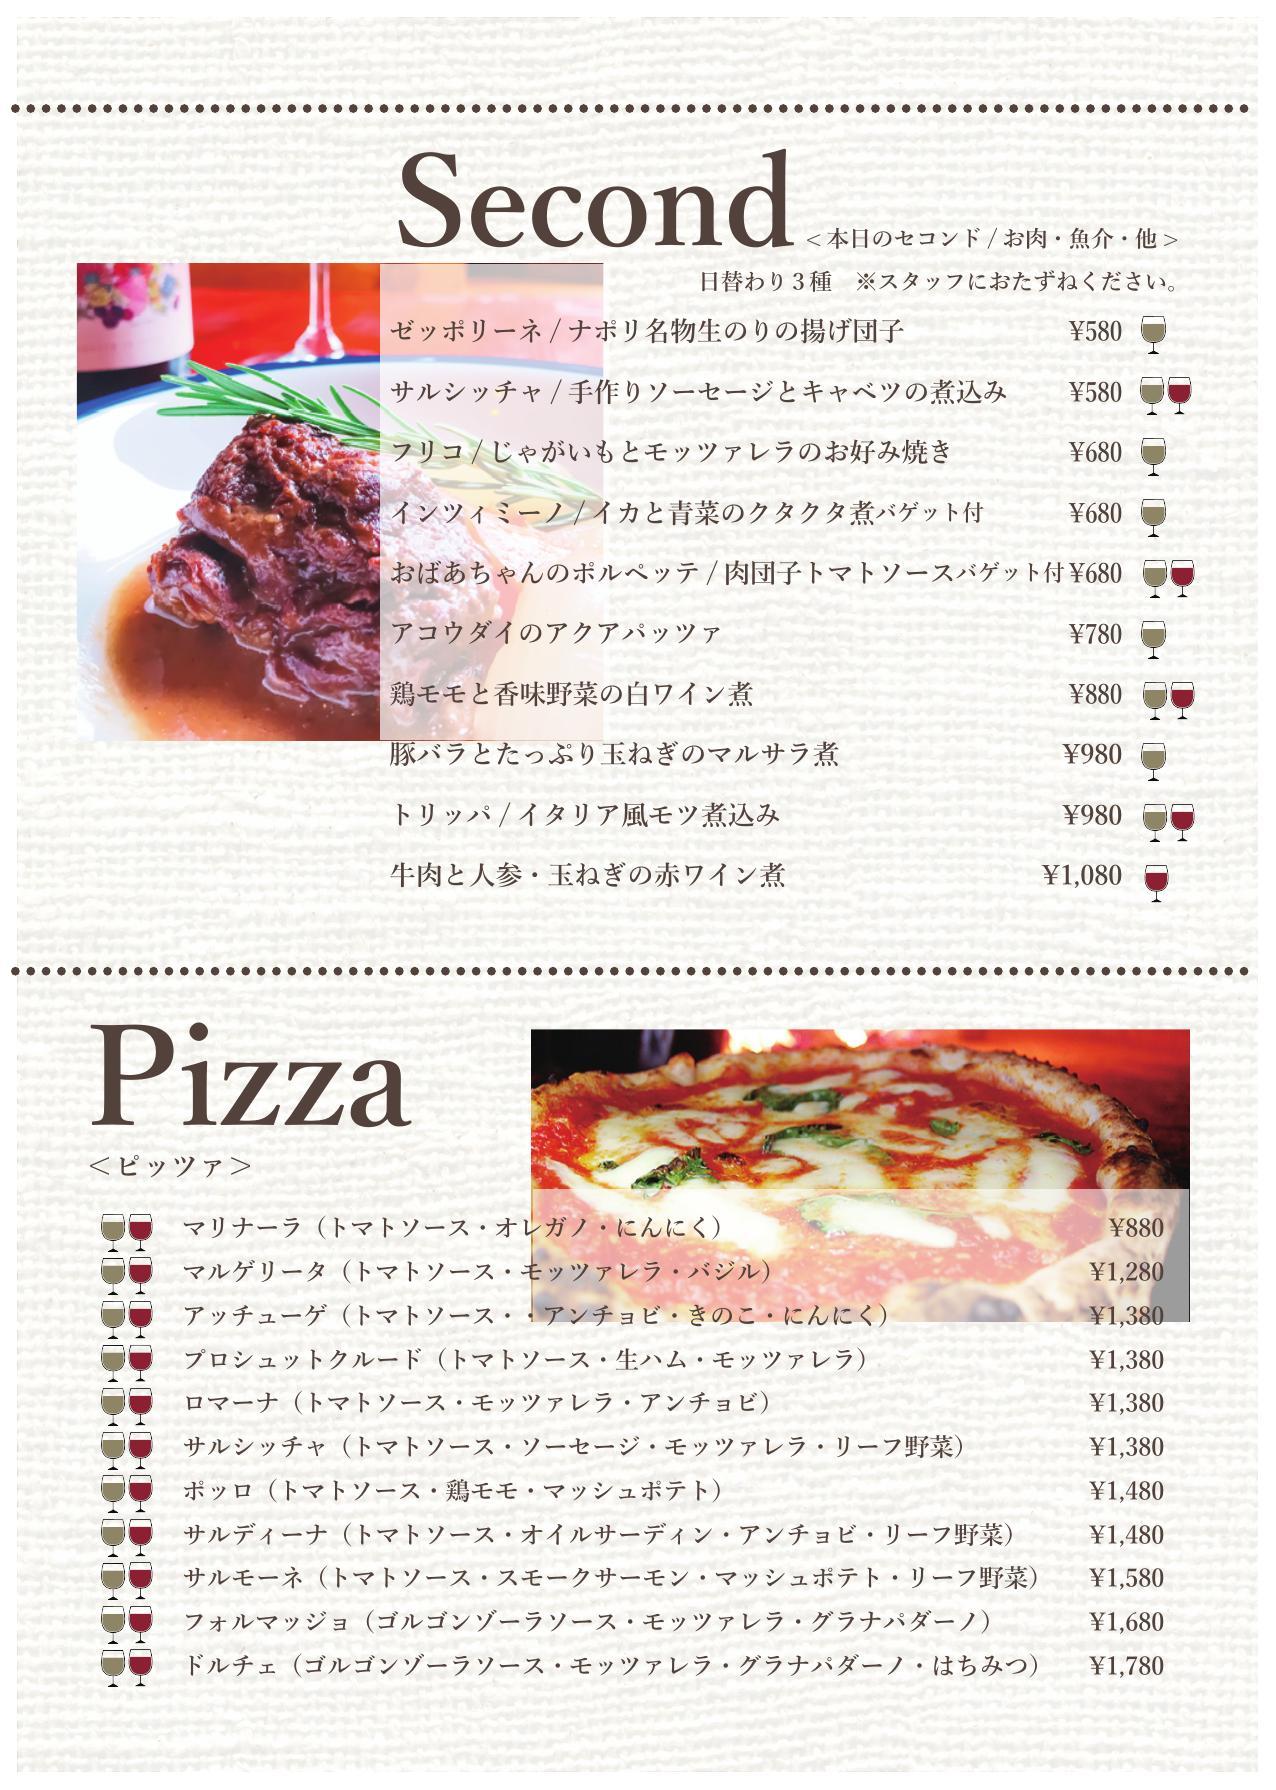 Second
＜本日のセコンド / お肉・魚介・他＞
日替わり３種　※スタッフにおたずねください。
ゼッポリーネ / ナポリ名物生のりの揚げ団子 ¥580
サルシッチャ / 手作りソーセージとキャベツの煮込み ¥580
フリコ / じゃがいもとモッツァレラのお好み焼き ¥680
インツィミーノ / イカと青菜のクタクタ煮バゲット付 ¥680
おばあちゃんのポルペッテ / 肉団子トマトソースバゲット付 ¥680
アコウダイのアクアパッツァ ¥780
鶏モモと香味野菜の白ワイン煮 ¥880
豚バラとたっぷり玉ねぎのマルサラ煮 ¥980
トリッパ / イタリア風モツ煮込み ¥980
牛肉と人参・玉ねぎの赤ワイン煮 ¥1,080
Pizza
＜ピッツァ＞
マリナーラ（トマトソース・オレガノ・にんにく） ¥880
マルゲリータ（トマトソース・モッツァレラ・バジル） ¥1,280
アッチューゲ（トマトソース・・アンチョビ・きのこ・にんにく） ¥1,380
プロシュットクルード（トマトソース・生ハム・モッツァレラ） ¥1,380
ロマーナ（トマトソース・モッツァレラ・アンチョビ） ¥1,380
サルシッチャ（トマトソース・ソーセージ・モッツァレラ・リーフ野菜） ¥1,380
ポッロ（トマトソース・鶏モモ・マッシュポテト） ¥1,480
サルディーナ（トマトソース・オイルサーディン・アンチョビ・リーフ野菜） ¥1,480
サルモーネ（トマトソース・スモークサーモン・マッシュポテト・リーフ野菜） ¥1,580
フォルマッジョ（ゴルゴンゾーラソース・モッツァレラ・グラナパダーノ） ¥1,680
ドルチェ（ゴルゴンゾーラソース・モッツァレラ・グラナパダーノ・はちみつ） ¥1,780